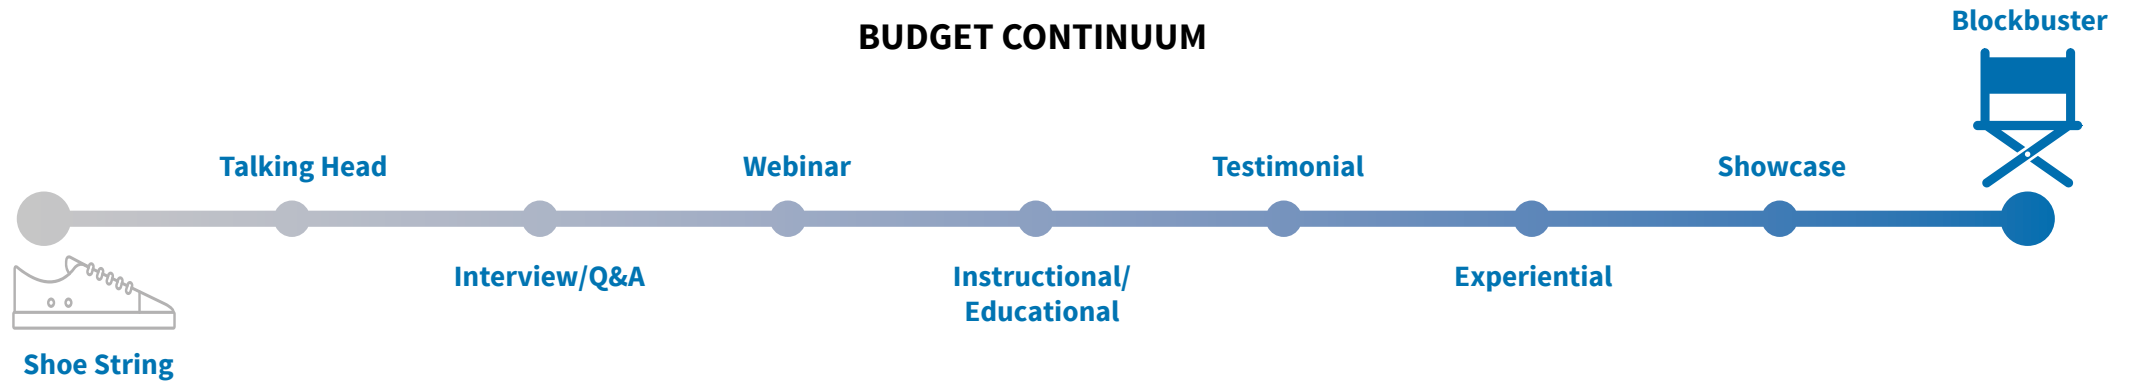 BUDGET CONTINUUM
Blockbuster
Talking Head
Webinar
Testimonial
Showcase
Interview/Q&A
Instructional/
Educational
Experiential
Shoe String